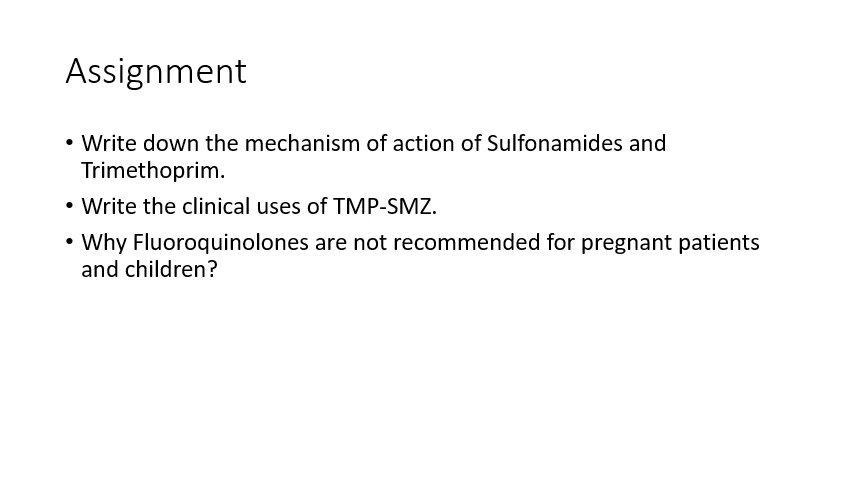 Assignment
• Write down the mechanism of action of Sulfonamides and
Trimethoprim.
• Write the clinical uses of TMP-SMZ.
• Why Fluoroquinolones are not recommended for pregnant patients
and children?